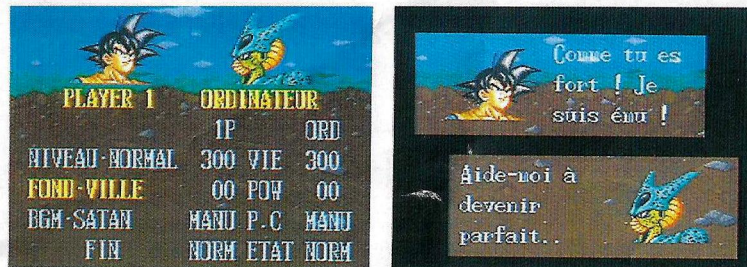 PLAYER 1 ORDINATEUR
1P ORD
NIVEAU-NORMAL 300 VIE 300
FOND-VILLE 00 POW 00
BGM-SATAN MANU P.C MANU
FIN NORM ETAT NORM
Comme tu es
fort ! Je
suis ému !
Aide-moi à
devenir
parfait..